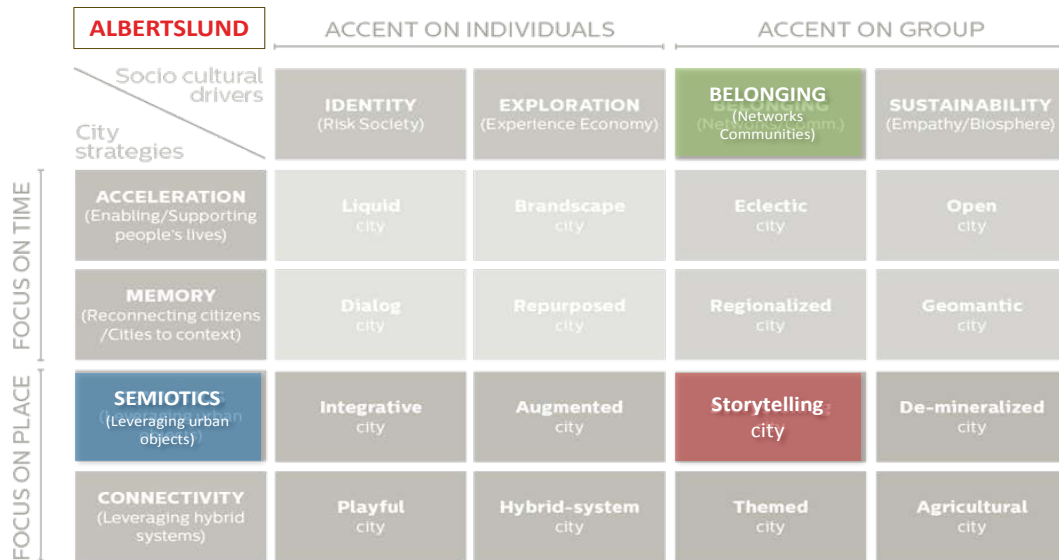 ALBERTSLUND
ACCENT ON INDIVIDUALS
ACCENT ON GROUP
Socio cultural
drivers
City
strategies
IDENTITY
(Risk Society)
EXPLORATION
(Experience Economy)
BELONGING
(Networks
Communities)
SUSTAINABILITY
(Empathy/Biosphere)
FOCUS ON TIME
ACCELERATION
(Enabling/Supporting
people's lives)
Liquid
city
Brandscape
city
Eclectic
city
Open
city
MEMORY
(Reconnecting citizens
/Cities to context)
Dialog
city
Repurposed
city
Regionalized
city
Geomantic
city
FOCUS ON PLACE
SEMIOTICS
(Leveraging urban
objects)
Integrative
city
Augmented
city
Storytelling
city
De-mineralized
city
CONNECTIVITY
(Leveraging hybrid
systems)
Playful
city
Hybrid-system
city
Themed
city
Agricultural
city